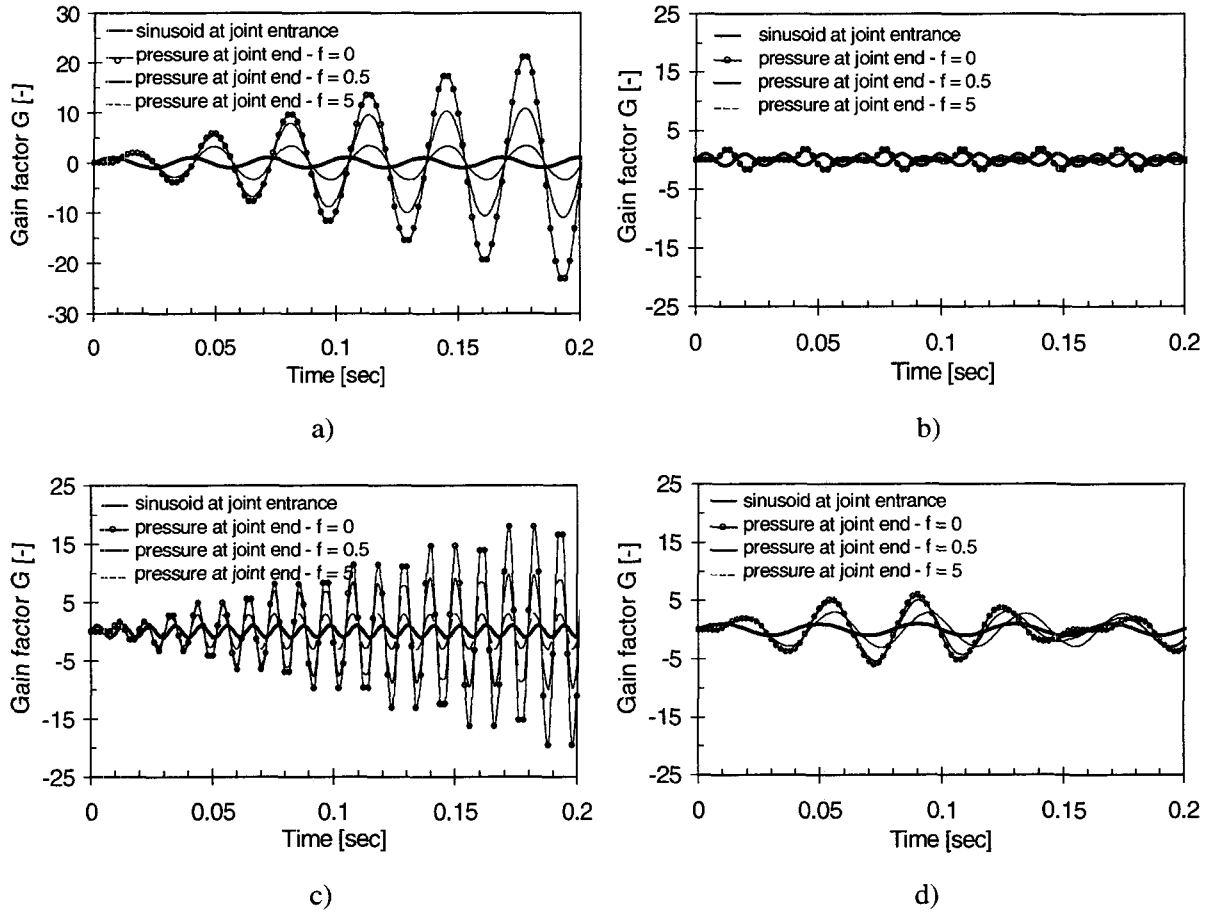 sinusoid at joint entrance
pressure at joint end - f = 0
pressure at joint end - f = 0.5
pressure at joint end - f = 5
Gain factor G [-]
30
20
10
0
-10
-20
-30
0 0.05 0.1 0.15 0.2
Time [sec]
a)
sinusoid at joint entrance
pressure at joint end - f = 0
pressure at joint end - f = 0.5
pressure at joint end - f = 5
Gain factor G [-]
25
15
5
-5
-15
-25
0 0.05 0.1 0.15 0.2
Time [sec]
b)
sinusoid at joint entrance
pressure at joint end - f = 0
pressure at joint end - f = 0.5
pressure at joint end - f = 5
Gain factor G [-]
25
15
5
-5
-15
-25
0 0.05 0.1 0.15 0.2
Time [sec]
c)
sinusoid at joint entrance
pressure at joint end - f = 0
pressure at joint end - f = 0.5
pressure at joint end - f = 5
Gain factor G [-]
25
15
5
-5
-15
-25
0 0.05 0.1 0.15 0.2
Time [sec]
d)